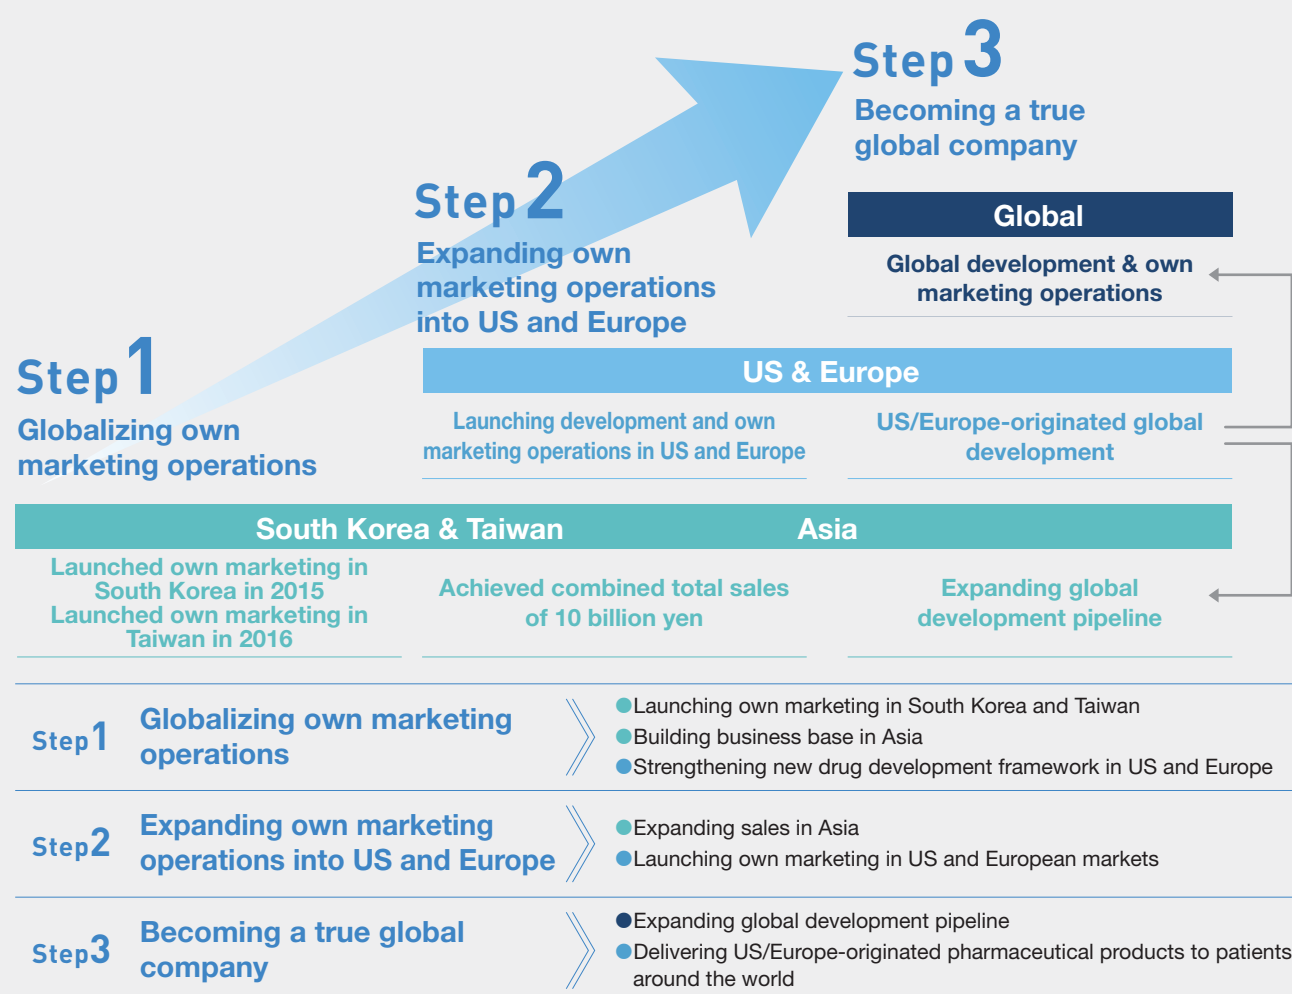 Step 3
Becoming a true
global company
Global
Global development & own
marketing operations
Step 2
Expanding own
marketing operations
into US and Europe
US & Europe
Launching development and own
marketing operations in US and Europe
US/Europe-originated global
development
Step 1
Globalizing own
marketing operations
South Korea & Taiwan
Asia
Launched own marketing in
South Korea in 2015
Launched own marketing in
Taiwan in 2016
Achieved combined total sales
of 10 billion yen
Expanding global
development pipeline
Step1
Globalizing own marketing
operations
●Launching own marketing in South Korea and Taiwan
●Building business base in Asia
●Strengthening new drug development framework in US and Europe
Step2
Expanding own marketing
operations into US and Europe
●Expanding sales in Asia
●Launching own marketing in US and European markets
Step3
Becoming a true global
company
●Expanding global development pipeline
●Delivering US/Europe-originated pharmaceutical products to patients
around the world